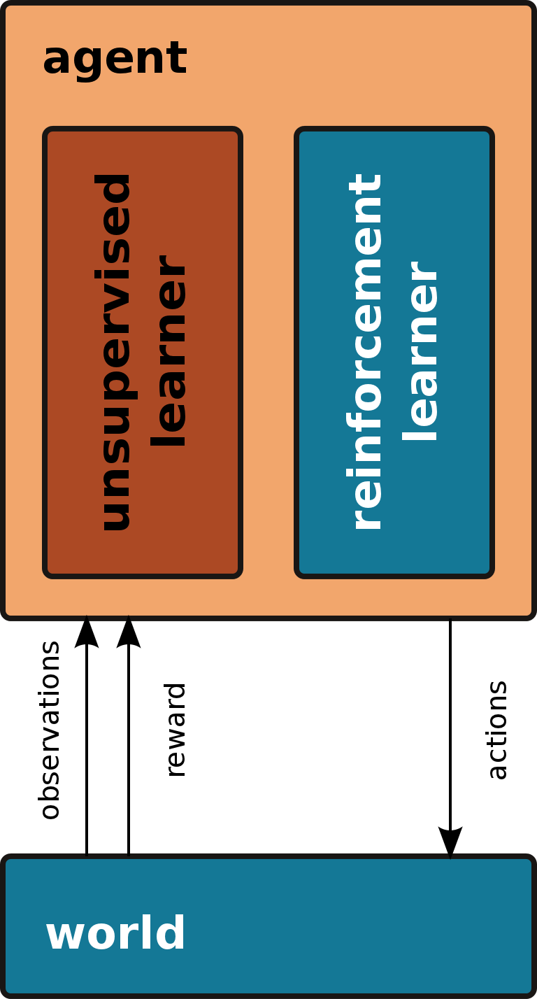 agent
unsupervised
learner
reinforcement
learner
observations
reward
actions
world